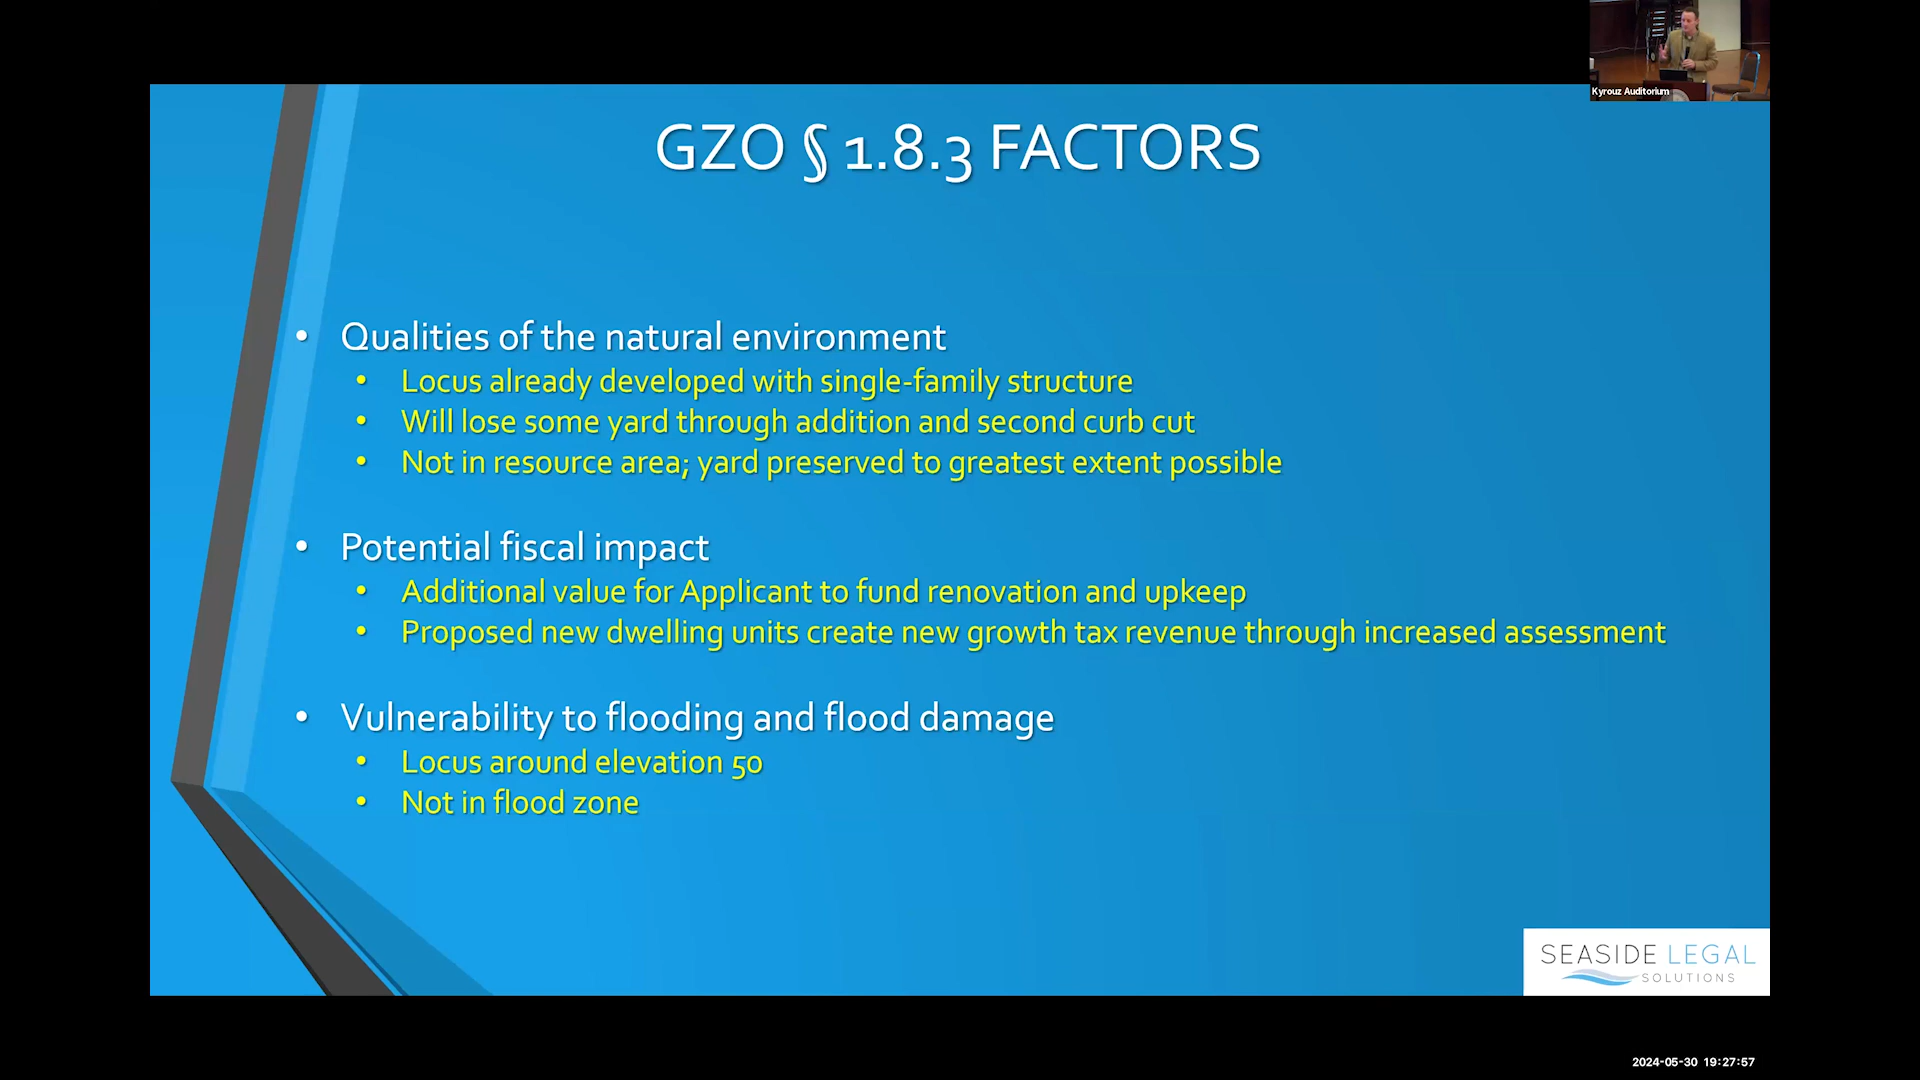 Kyrouz Auditorium
GZO § 1.8.3 FACTORS
• Qualities of the natural environment
• Locus already developed with single-family structure
• Will lose some yard through addition and second curb cut
• Not in resource area; yard preserved to greatest extent possible
• Potential fiscal impact
• Additional value for Applicant to fund renovation and upkeep
• Proposed new dwelling units create new growth tax revenue through increased assessment
• Vulnerability to flooding and flood damage
• Locus around elevation 50
• Not in flood zone
SEASIDE LEGAL
SOLUTIONS
2024-05-30 19:27:57